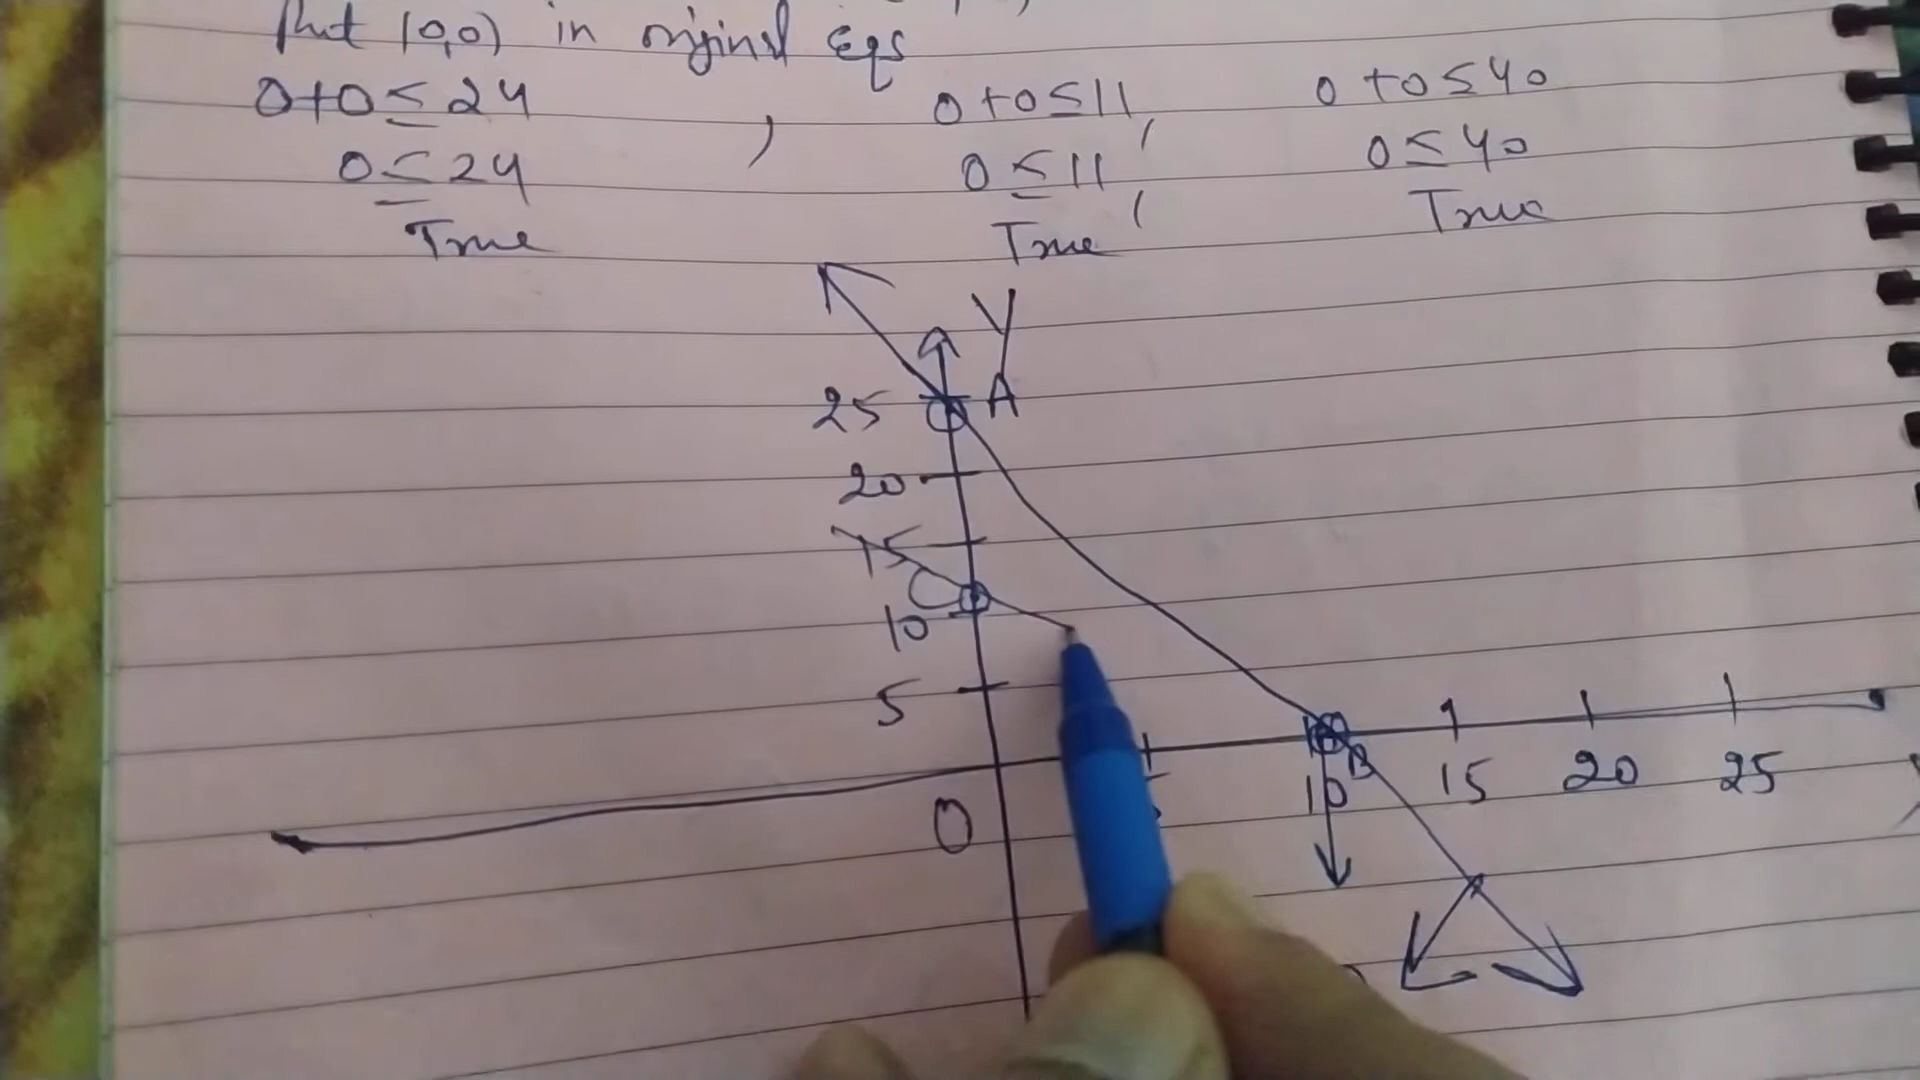 Put (0,0) in original Eqs
0+0≤24 , 0+0≤11, 0+0≤40
0≤24 0≤11 0≤40
True True True
Y
25 A
20
15
C
10
5
B
0 10 15 20 25